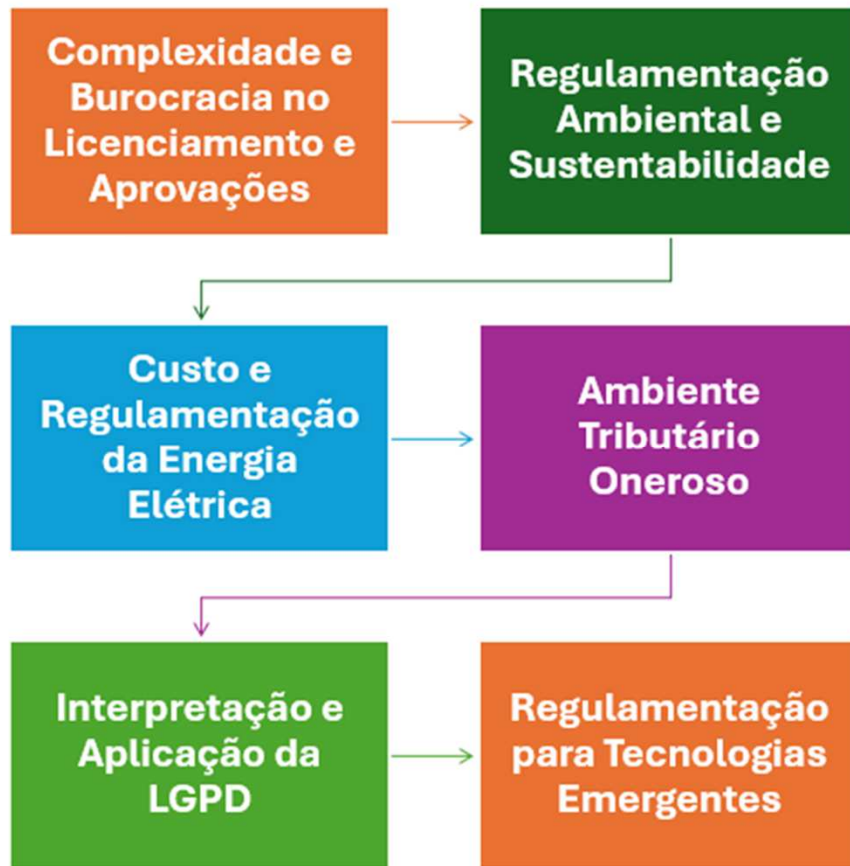 Complexidade e
Burocracia no
Licenciamento e
Aprovações
Regulamentação
Ambiental e
Sustentabilidade
Custo e
Regulamentação
da Energia
Elétrica
Ambiente
Tributário
Oneroso
Interpretação e
Aplicação da
LGPD
Regulamentação
para Tecnologias
Emergentes